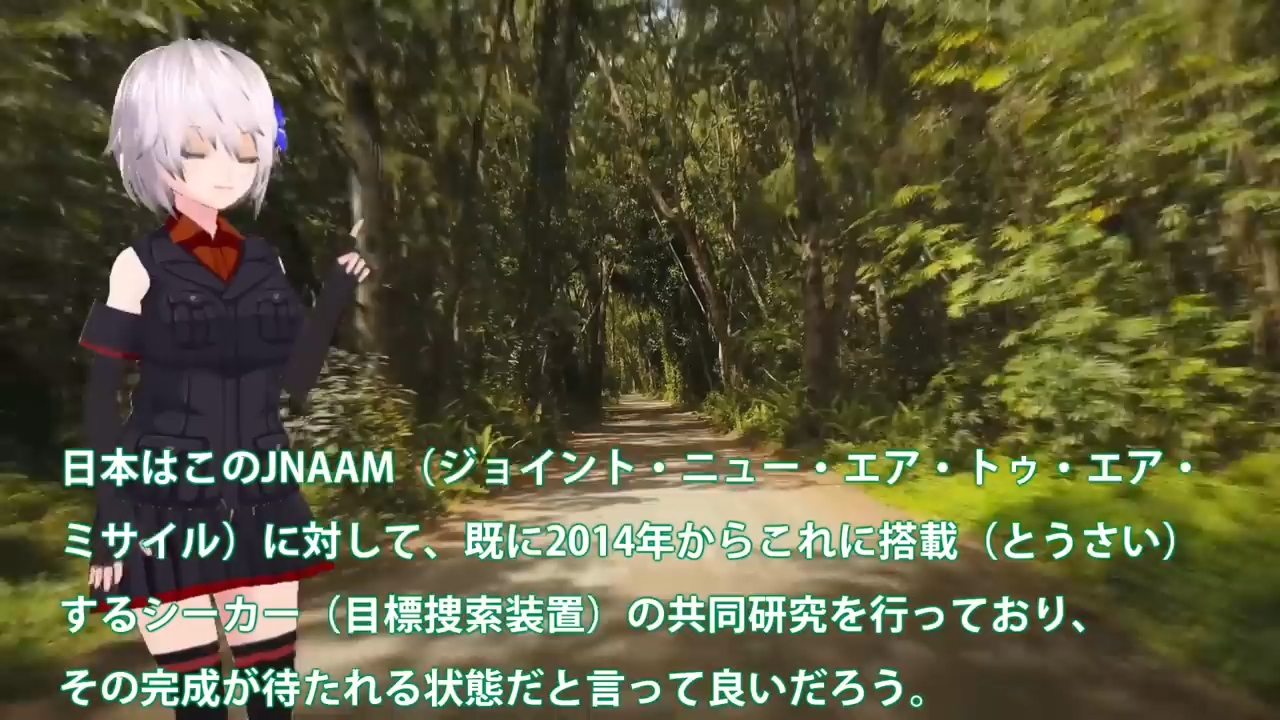 日本はこのJNAAM（ジョイント・ニュー・エア・トゥ・エア・
ミサイル）に対して、既に2014年からこれに搭載（とうさい）
するシーカー（目標捜索装置）の共同研究を行っており、
その完成が待たれる状態だと言って良いだろう。